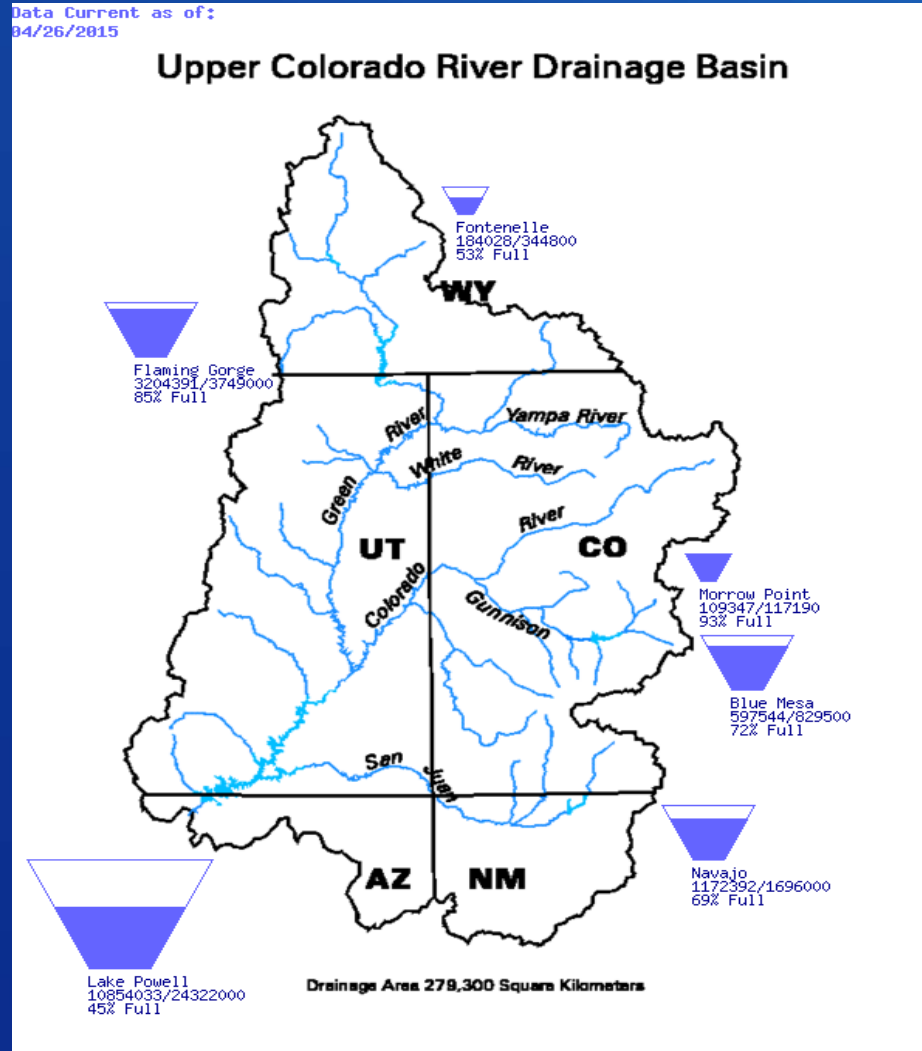 Data Current as of:
04/26/2015
Upper Colorado River Drainage Basin
Fontenelle
184028/344800
53% Full
WY
Flaming Gorge
3204391/3749000
85% Full
River
Yampa River
White
River
Green
River
UT
CO
Colorado
Gunnison
Morrow Point
109347/117190
93% Full
Blue Mesa
597544/829500
72% Full
San
Juan
Navajo
1172392/1696000
69% Full
AZ
NM
Lake Powell
10854033/24322000
45% Full
Drainage Area 279,300 Square Kilometers